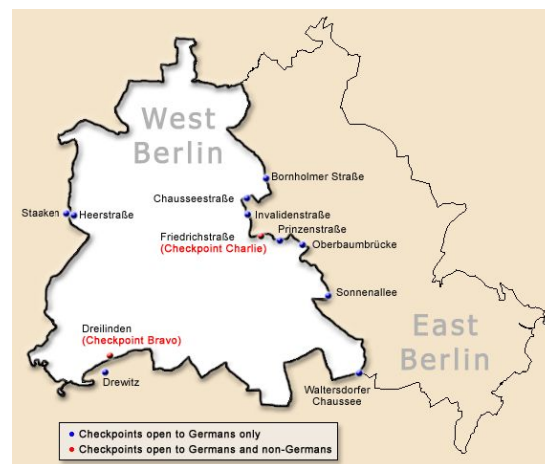 West
Berlin
Bornholmer Straße
Chausseestraße
Staaken
Heerstraße
Invalidenstraße
Prinzenstraße
Friedrichstraße
(Checkpoint Charlie)
Oberbaumbrücke
Sonnenallee
East
Berlin
Dreilinden
(Checkpoint Bravo)
Drewitz
Waltersdorfer
Chaussee
Checkpoints open to Germans only
Checkpoints open to Germans and non-Germans